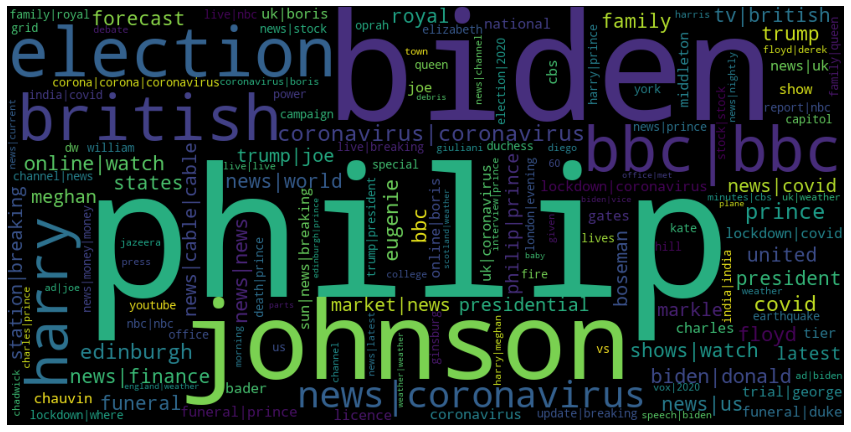 family|royal
live|nbc
uk|boris
oprah
royal
national
harris
tv|british
grid
forecast
news|stock
debate
elizabeth
family
trump
floyd|derek
election
biden
town
queen
cbs
news|channel
election|2020
harry|prince
middleton
news|uk
family|queen
corona|corona|coronavirus
coronavirus|boris
joe
debris
york
show
news|nightly
india|covid
power
campaign
report|nbc
british
coronavirus|coronavirus
news|prince
capitol
stock|stock
news|current
dw
william
live|breaking
giuliani
duchess
diego
bbc|bbc
channel|news
online|watch
trump|joe
live|live
special
60
office|met
minutes|cbs
uk|weather
station|breaking
meghan
states
news|cable|cable
news|world
philip
lockdown|coronavirus
news|covid
biden|vice
plane
harry
jazeera
sun|news|breaking
edinburgh|prince
eugenie
bbc
online|boris
uk|coronavirus
interview|prince
philip|prince
london|evening
gates
kate
prince
lockdown|covid
trump|president
scotland|weather
given
boseman
lives
hill
news|money|money
press
news|news
death|prince
college
baby
fire
united
india|india
weather
charles|prince
ad|joe
youtube
market|news
presidential
markle
president
covid
earthquake
nbc|nbc
office
morning
us
parts
johnson
channel
news|latest
weather|weather
ginsburg
harry|meghan
vs
charles
floyd
tier
edinburgh
shows|watch
latest
chadwick
news|finance
england|weather
bader
news|coronavirus
biden|donald
ad|biden
chauvin
funeral
vox|2020
trial|george
lockdown|where
funeral|prince
licence
coronavirus
update|breaking
speech|biden
news|us
funeral|duke